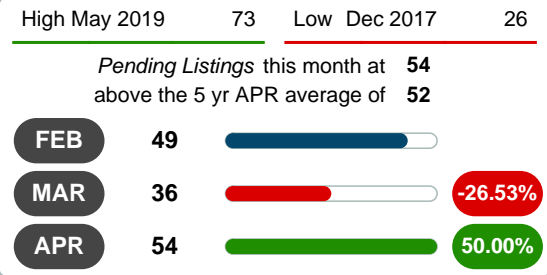 High May 2019 73 Low Dec 2017 26
Pending Listings this month at 54
above the 5 yr APR average of 52
FEB 49
MAR 36 -26.53%
APR 54 50.00%